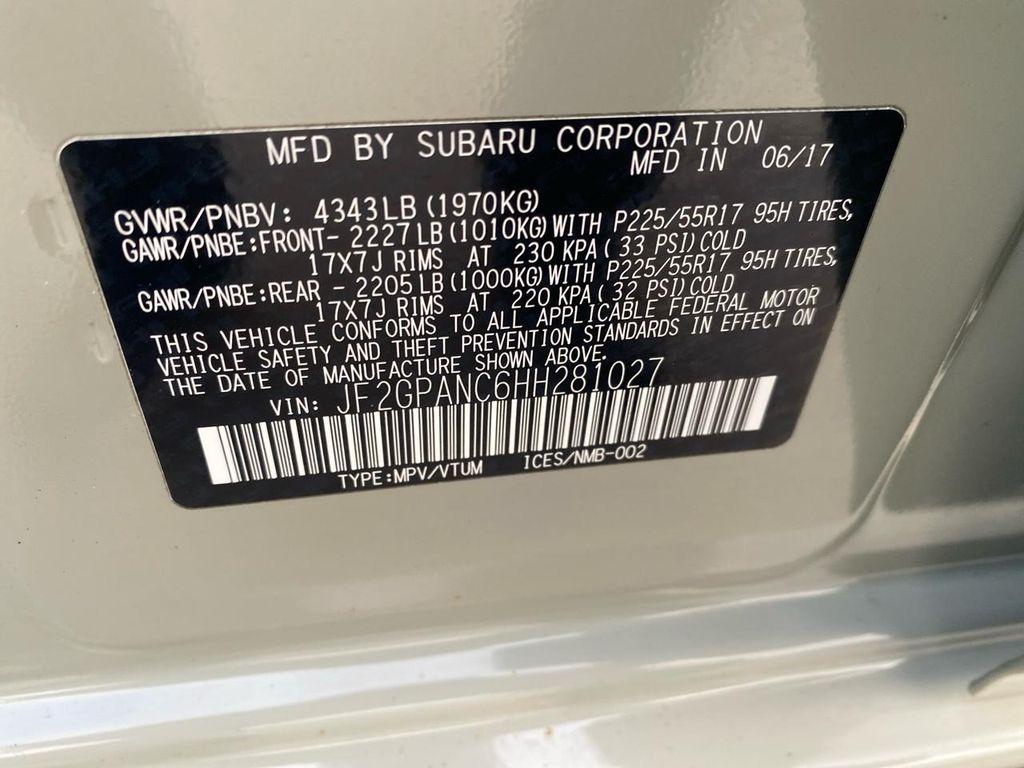 MFD BY SUBARU CORPORATION
MFD IN 06/17
GVWR/PNBV: 4343LB (1970KG)
GAWR/PNBE:FRONT- 2227LB (1010KG) WITH P225/55R17 95H TIRES,
17X7J RIMS AT 230 KPA( 33 PSI) COLD
GAWR/PNBE:REAR - 2205LB (1000KG) WITH P225/55R17 95H TIRES,
17X7J RIMS AT 220 KPA( 32 PSI) COLD
THIS VEHICLE CONFORMS TO ALL APPLICABLE FEDERAL MOTOR
VEHICLE SAFETY AND THEFT PREVENTION STANDARDS IN EFFECT ON
THE DATE OF MANUFACTURE SHOWN ABOVE.
VIN: JF2GPANC6HH281027
TYPE:MPV/VTUM ICES/NMB-002